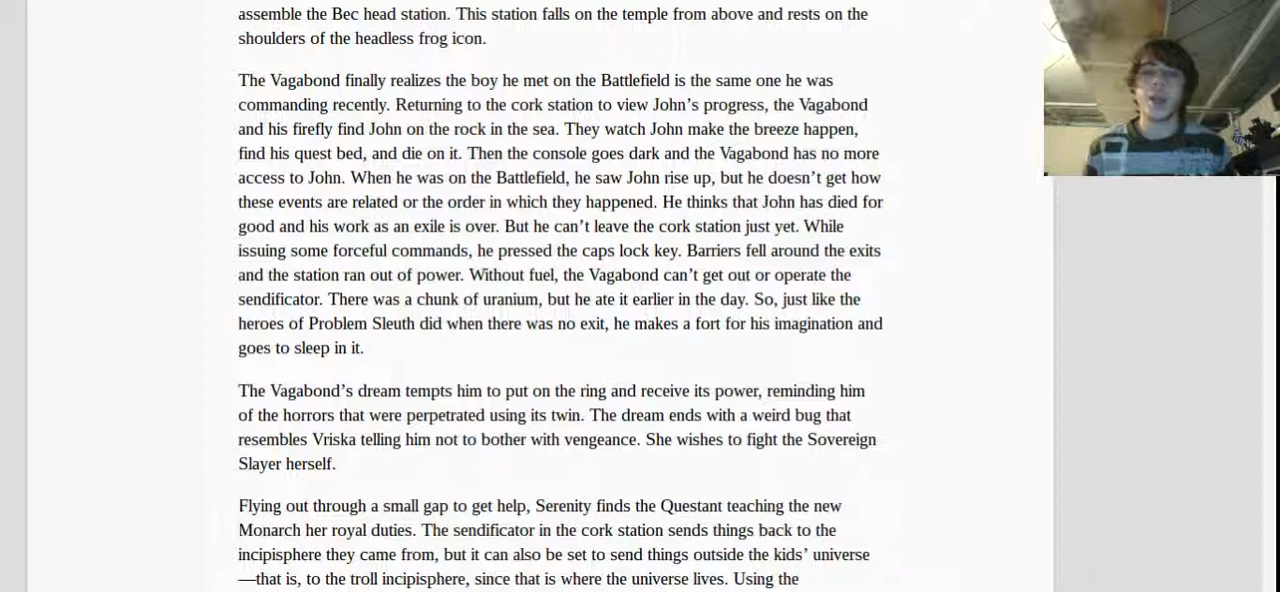 assemble the Bec head station. This station falls on the temple from above and rests on the
shoulders of the headless frog icon.
The Vagabond finally realizes the boy he met on the Battlefield is the same one he was
commanding recently. Returning to the cork station to view John’s progress, the Vagabond
and his firefly find John on the rock in the sea. They watch John make the breeze happen,
find his quest bed, and die on it. Then the console goes dark and the Vagabond has no more
access to John. When he was on the Battlefield, he saw John rise up, but he doesn’t get how
these events are related or the order in which they happened. He thinks that John has died for
good and his work as an exile is over. But he can’t leave the cork station just yet. While
issuing some forceful commands, he pressed the caps lock key. Barriers fell around the exits
and the station ran out of power. Without fuel, the Vagabond can’t get out or operate the
sendificator. There was a chunk of uranium, but he ate it earlier in the day. So, just like the
heroes of Problem Sleuth did when there was no exit, he makes a fort for his imagination and
goes to sleep in it.
The Vagabond’s dream tempts him to put on the ring and receive its power, reminding him
of the horrors that were perpetrated using its twin. The dream ends with a weird bug that
resembles Vriska telling him not to bother with vengeance. She wishes to fight the Sovereign
Slayer herself.
Flying out through a small gap to get help, Serenity finds the Questant teaching the new
Monarch her royal duties. The sendificator in the cork station sends things back to the
incipisphere they came from, but it can also be set to send things outside the kids’ universe
—that is, to the troll incipisphere, since that is where the universe lives. Using the